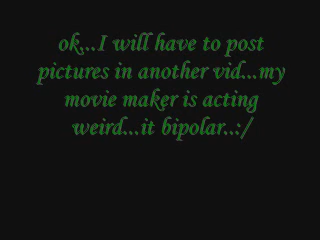 ok...I will have to post
pictures in another vid...my
movie maker is acting
weird...it bipolar..:/